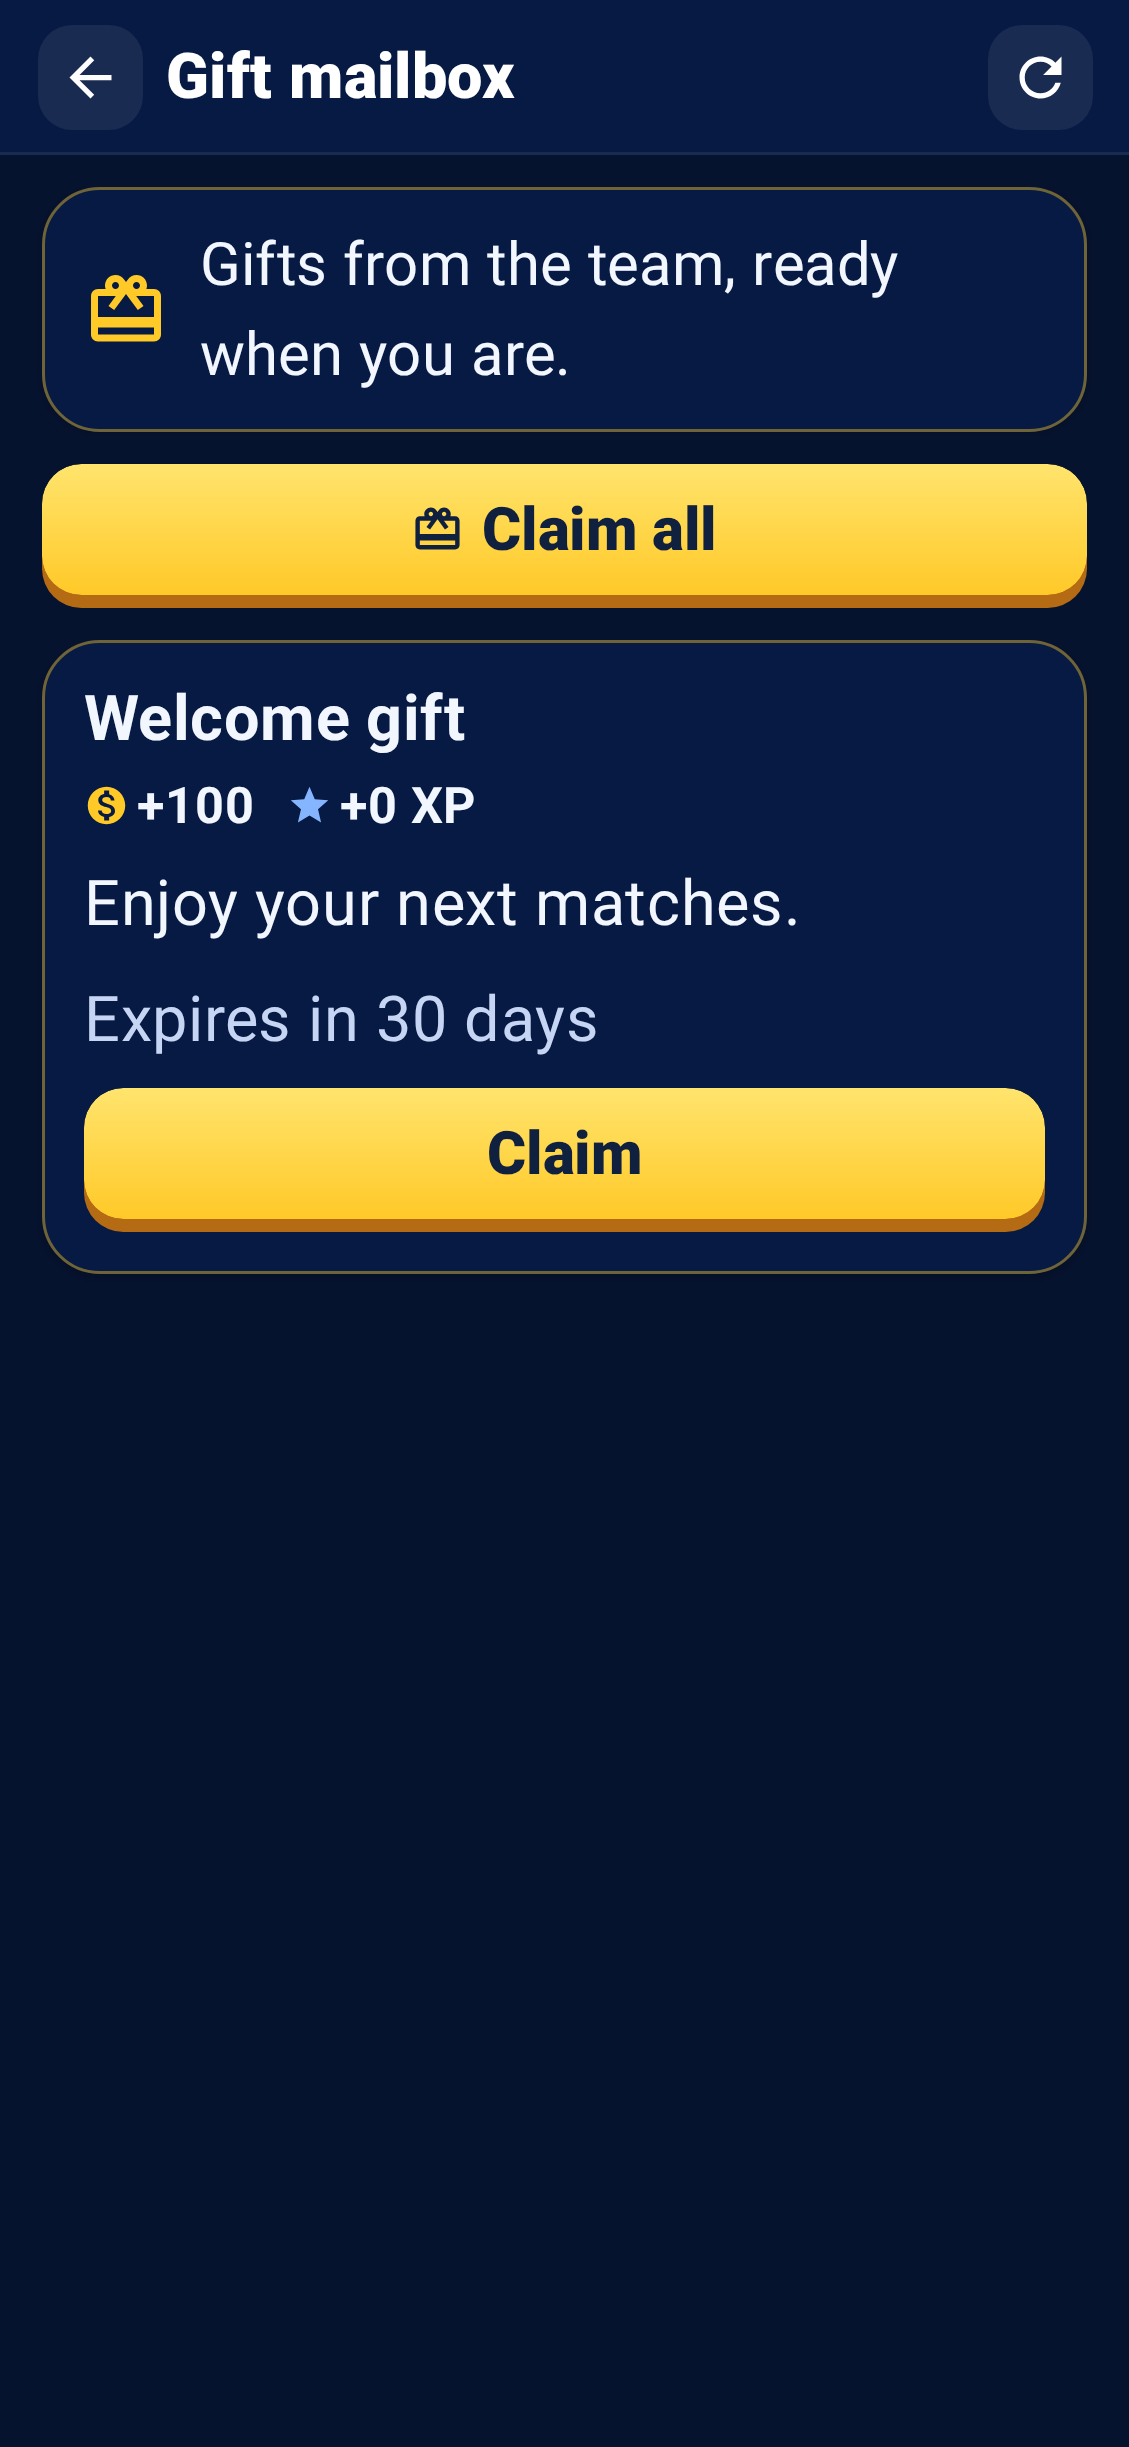 Gift mailbox
Gifts from the team, ready
when you are.
Claim all
Welcome gift
+100 +0 XP
Enjoy your next matches.
Expires in 30 days
Claim